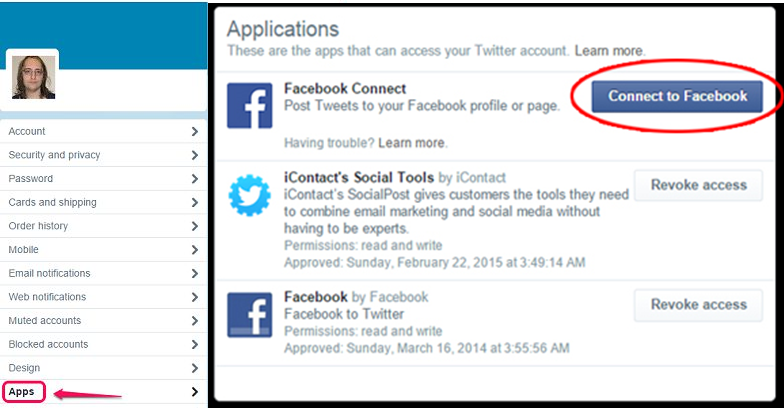 Account
Security and privacy
Password
Cards and shipping
Order history
Mobile
Email notifications
Web notifications
Muted accounts
Blocked accounts
Design
Apps
Applications
These are the apps that can access your Twitter account. Learn more.
Facebook Connect
Post Tweets to your Facebook profile or page.
Connect to Facebook
Having trouble? Learn more.
iContact's Social Tools by iContact
Revoke access
iContact's SocialPost gives customers the tools they need
to combine email marketing and social media without
having to be experts.
Permissions: read and write
Approved: Sunday, February 22, 2015 at 3:49:14 AM
Facebook by Facebook
Revoke access
Facebook to Twitter
Permissions: read and write
Approved: Sunday, March 16, 2014 at 3:55:56 AM